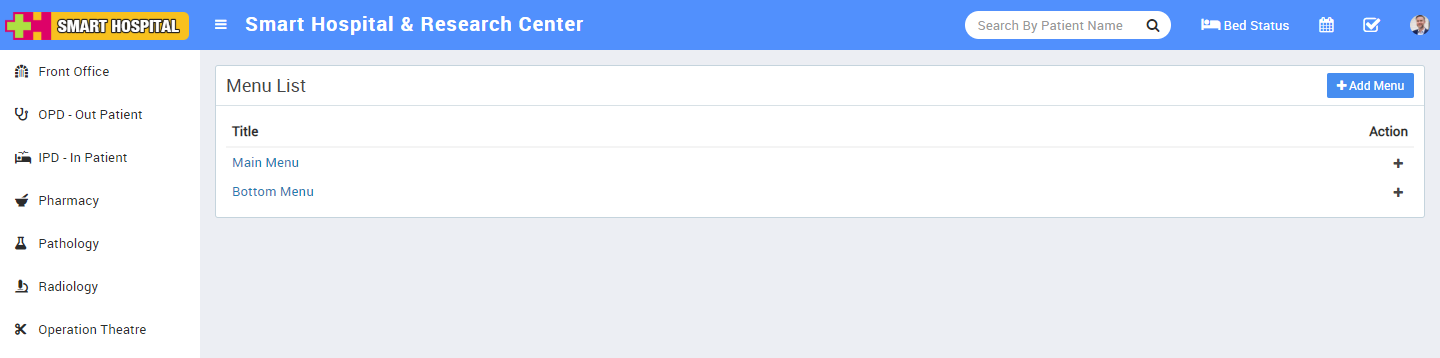 SMART HOSPITAL
Smart Hospital & Research Center
Search By Patient Name
Bed Status
Front Office
OPD - Out Patient
IPD - In Patient
Pharmacy
Pathology
Radiology
Operation Theatre
Menu List
Add Menu
Title Action
Main Menu
Bottom Menu